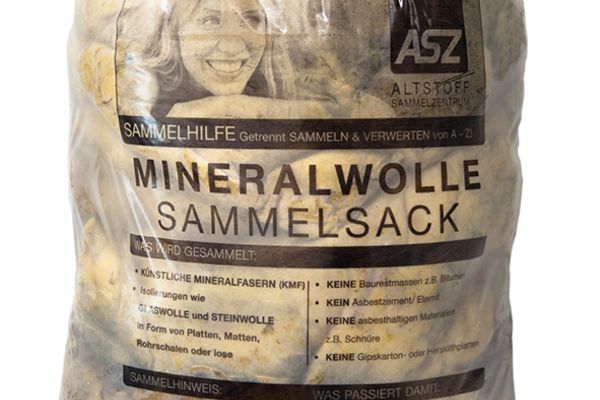 ASZ
ALTSTOFF
SAMMELZENTRUM
SAMMELHILFE Getrennt SAMMELN & VERWERTEN von A – Z!
MINERALWOLLE
SAMMELSACK
WAS WIRD GESAMMELT:
• KÜNSTLICHE MINERALFASERN (KMF)
• Isolierungen wie
GLASWOLLE und STEINWOLLE
in Form von Platten, Matten,
Rohrschalen oder lose
• KEINE Baurestmassen z.B. Bitumen
• KEIN Asbestzement/ Eternit
• KEINE asbesthaltigen Materialien
z.B. Schnüre
• KEINE Gipskarton- oder Heraklithplatten
SAMMELHINWEIS:
WAS PASSIERT DAMIT: